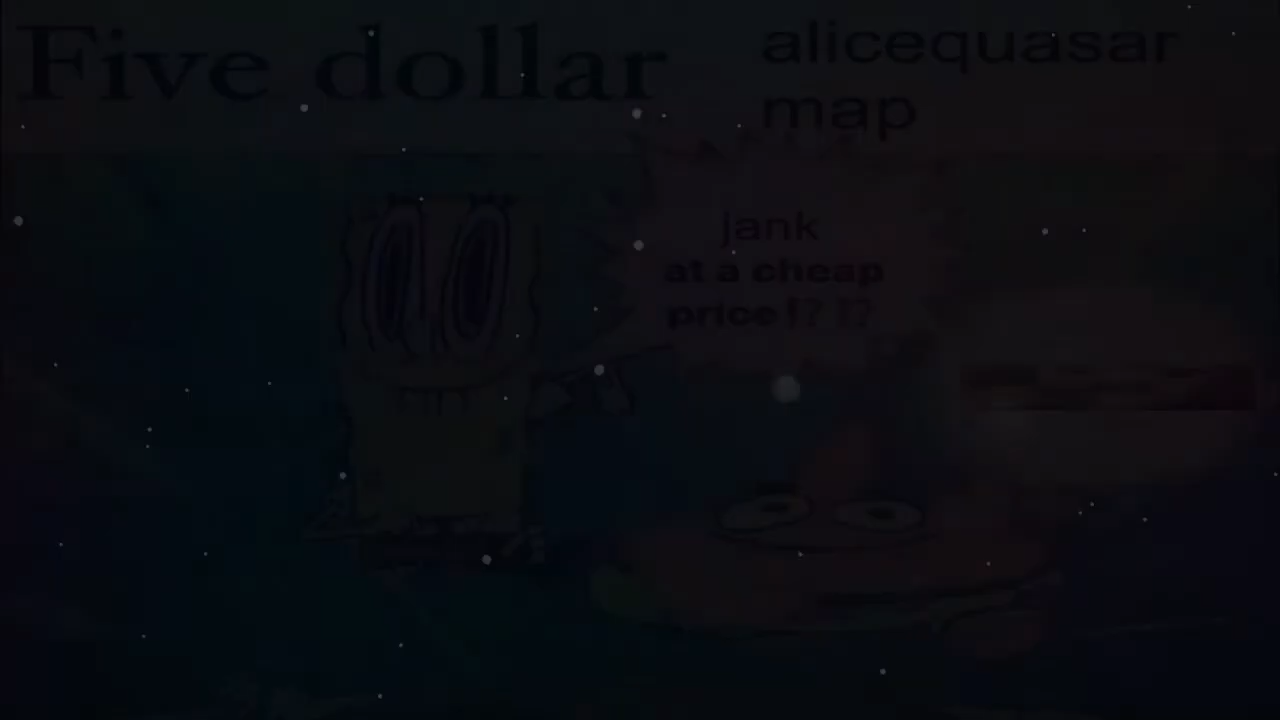 Five dollar
alicequasar
map
jank
at a cheap
price !? !?